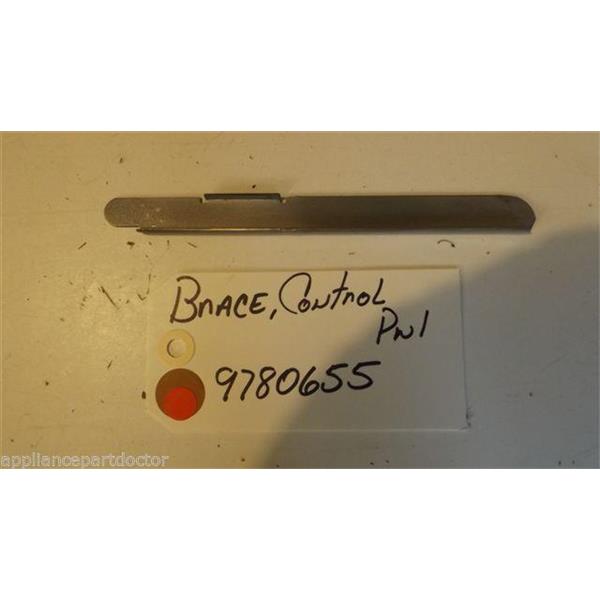 Brace, Control
Pnl
9780655
appliancepartdoctor